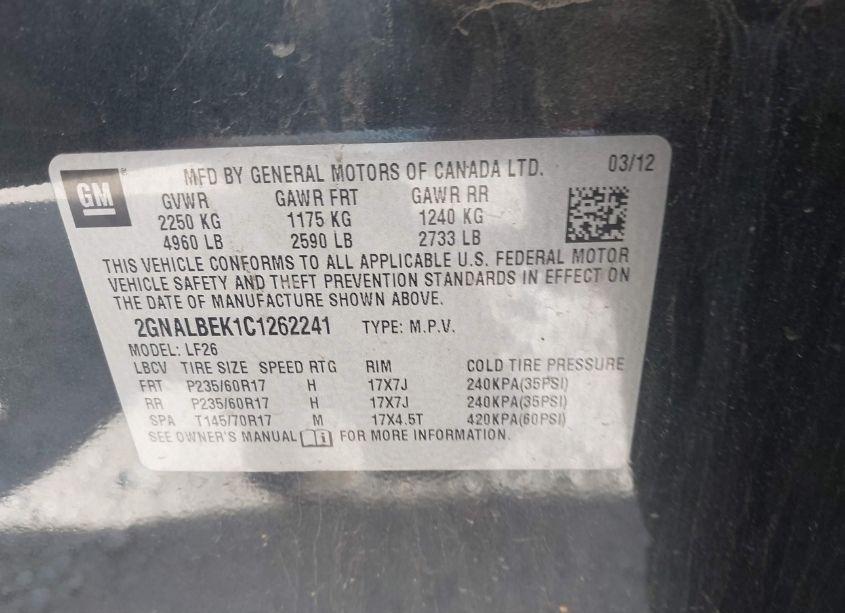 GM
MFD BY GENERAL MOTORS OF CANADA LTD. 03/12
GVWR GAWR FRT GAWR RR
2250 KG 1175 KG 1240 KG
4960 LB 2590 LB 2733 LB
THIS VEHICLE CONFORMS TO ALL APPLICABLE U.S. FEDERAL MOTOR
VEHICLE SAFETY AND THEFT PREVENTION STANDARDS IN EFFECT ON
THE DATE OF MANUFACTURE SHOWN ABOVE.
2GNALBEK1C1262241 TYPE: M.P.V.
MODEL: LF26
LBCV TIRE SIZE SPEED RTG RIM COLD TIRE PRESSURE
FRT P235/60R17 H 17X7J 240KPA(35PSI)
RR P235/60R17 H 17X7J 240KPA(35PSI)
SPA T145/70R17 M 17X4.5T 420KPA(60PSI)
SEE OWNER'S MANUAL FOR MORE INFORMATION.